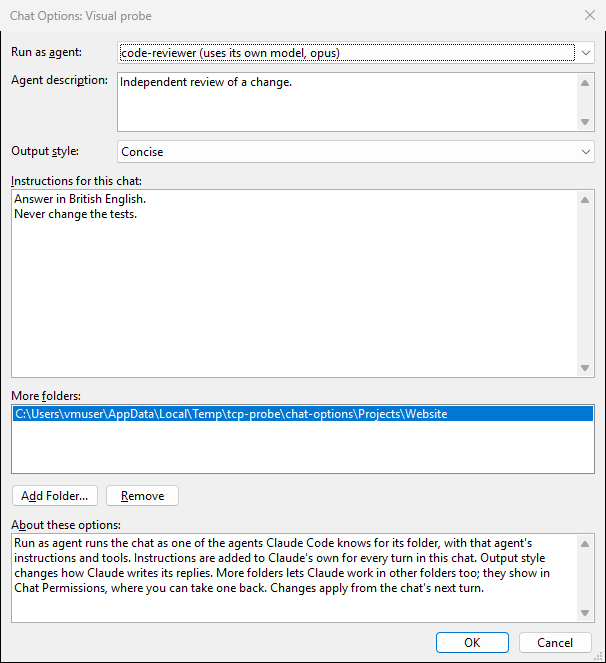 Chat Options: Visual probe
Run as agent:
code-reviewer (uses its own model, opus)
Agent description:
Independent review of a change.
Output style:
Concise
Instructions for this chat:
Answer in British English.
Never change the tests.
More folders:
C:\Users\vmuser\AppData\Local\Temp\tcp-probe\chat-options\Projects\Website
Add Folder...
Remove
About these options:
Run as agent runs the chat as one of the agents Claude Code knows for its folder, with that agent's
instructions and tools. Instructions are added to Claude's own for every turn in this chat. Output style
changes how Claude writes its replies. More folders lets Claude work in other folders too; they show in
Chat Permissions, where you can take one back. Changes apply from the chat's next turn.
OK
Cancel